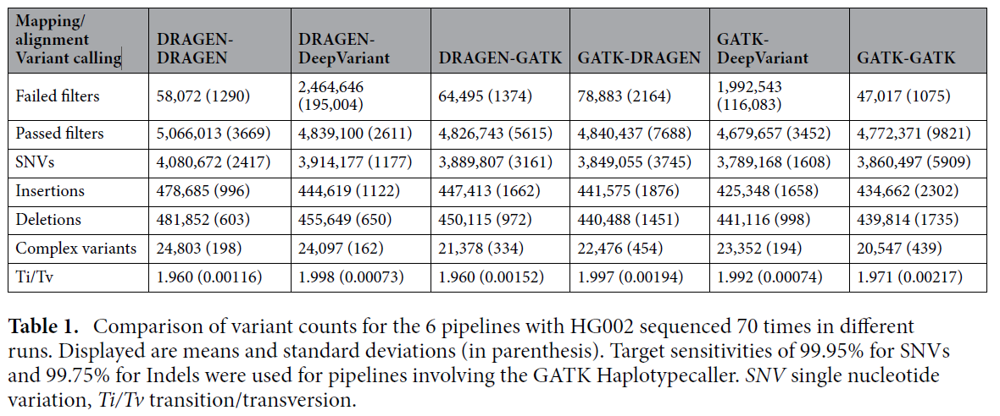 Mapping/
alignment
Variant calling
DRAGEN-
DRAGEN
DRAGEN-
DeepVariant
DRAGEN-GATK
GATK-DRAGEN
GATK-
DeepVariant
GATK-GATK
Failed filters
58,072 (1290)
2,464,646
(195,004)
64,495 (1374)
78,883 (2164)
1,992,543
(116,083)
47,017 (1075)
Passed filters 5,066,013 (3669) 4,839,100 (2611) 4,826,743 (5615) 4,840,437 (7688) 4,679,657 (3452) 4,772,371 (9821)
SNVs 4,080,672 (2417) 3,914,177 (1177) 3,889,807 (3161) 3,849,055 (3745) 3,789,168 (1608) 3,860,497 (5909)
Insertions 478,685 (996) 444,619 (1122) 447,413 (1662) 441,575 (1876) 425,348 (1658) 434,662 (2302)
Deletions 481,852 (603) 455,649 (650) 450,115 (972) 440,488 (1451) 441,116 (998) 439,814 (1735)
Complex variants 24,803 (198) 24,097 (162) 21,378 (334) 22,476 (454) 23,352 (194) 20,547 (439)
Ti/Tv 1.960 (0.00116) 1.998 (0.00073) 1.960 (0.00152) 1.997 (0.00194) 1.992 (0.00074) 1.971 (0.00217)
Table 1. Comparison of variant counts for the 6 pipelines with HG002 sequenced 70 times in different
runs. Displayed are means and standard deviations (in parenthesis). Target sensitivities of 99.95% for SNVs
and 99.75% for Indels were used for pipelines involving the GATK Haplotypecaller. SNV single nucleotide
variation, Ti/Tv transition/transversion.